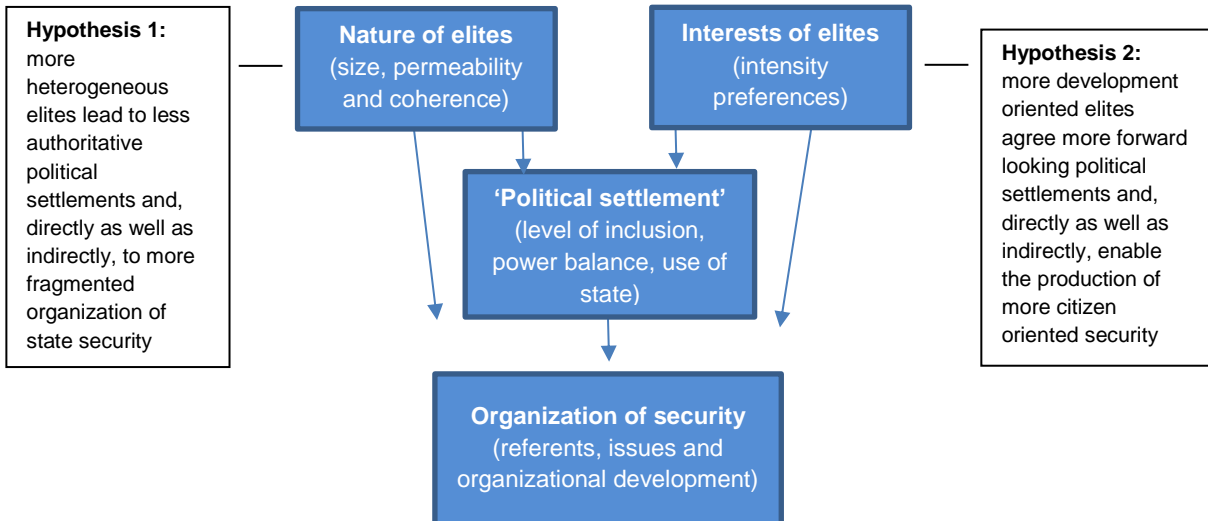 Hypothesis 1:
more
heterogeneous
elites lead to less
authoritative
political
settlements and,
directly as well as
indirectly, to more
fragmented
organization of
state security
Nature of elites
(size, permeability
and coherence)
Interests of elites
(intensity
preferences)
Hypothesis 2:
more development
oriented elites
agree more forward
looking political
settlements and,
directly as well as
indirectly, enable
the production of
more citizen
oriented security
‘Political settlement’
(level of inclusion,
power balance, use of
state)
Organization of security
(referents, issues and
organizational development)